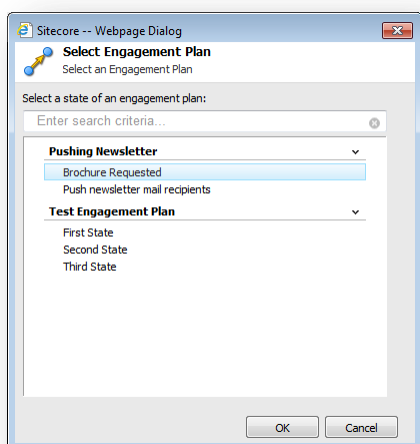 Sitecore -- Webpage Dialog
Select Engagement Plan
Select an Engagement Plan
Select a state of an engagement plan:
Enter search criteria...
Pushing Newsletter
Brochure Requested
Push newsletter mail recipients
Test Engagement Plan
First State
Second State
Third State
OK Cancel